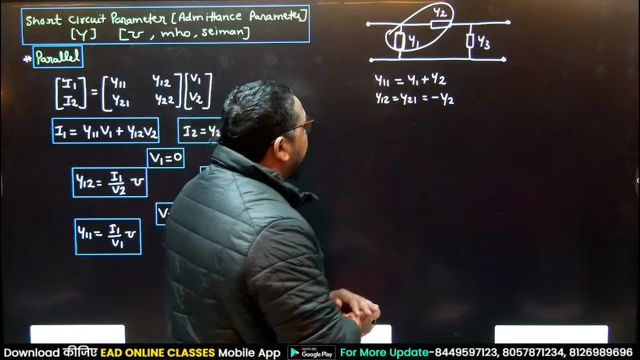 Short Circuit Parameter [Admittance Parameter]
[Y] [℧, mho, seiman]
* Parallel
[I1 I2] = [Y11 Y12 Y21 Y22] [V1 V2]
I1 = Y11V1 + Y12V2
I2 = Y2
V1=0
Y12 = I1/V2 ℧
Y11 = I1/V1 ℧
Y2
Y1
Y3
Y11 = Y1 + Y2
Y12 = Y21 = -Y2
Download कीजिए EAD ONLINE CLASSES Mobile App GET IT ON Google Play For More Update-8449597123, 8057871234, 8126989696